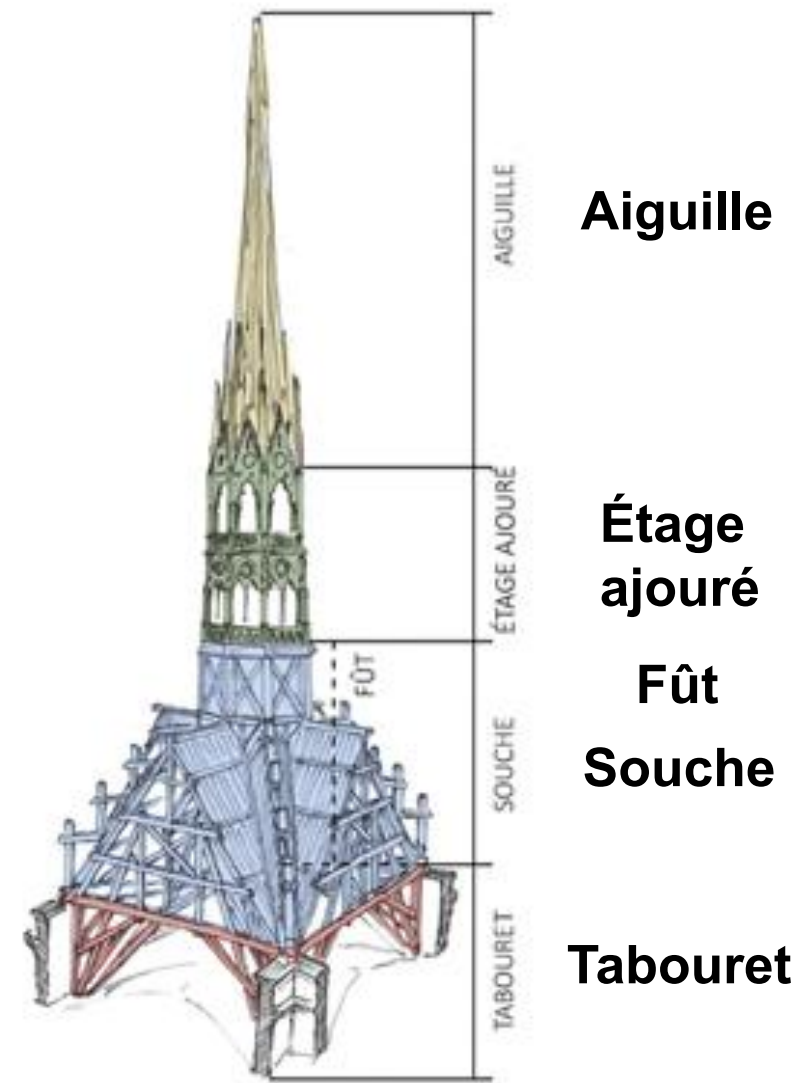 AIGUILLE
Aiguille
ÉTAGE AJOURÉ
Étage
ajouré
FÛT
Fût
SOUCHE
Souche
TABOURET
Tabouret